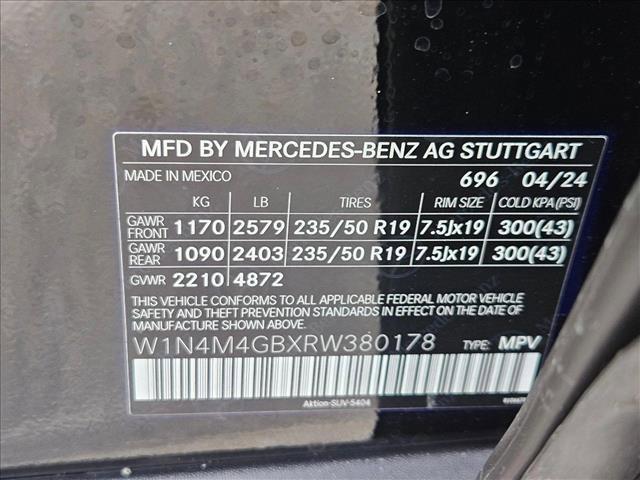 MFD BY MERCEDES-BENZ AG STUTTGART
MADE IN MEXICO 696 04/24
KG LB TIRES RIM SIZE COLD KPA (PSI)
GAWR FRONT 1170 2579 235/50 R19 7.5Jx19 300(43)
GAWR REAR 1090 2403 235/50 R19 7.5Jx19 300(43)
GVWR 2210 4872
THIS VEHICLE CONFORMS TO ALL APPLICABLE FEDERAL MOTOR VEHICLE
SAFETY AND THEFT PREVENTION STANDARDS IN EFFECT ON THE DATE OF
MANUFACTURE SHOWN ABOVE.
W1N4M4GBXRW380178 TYPE: MPV
Aktion-SUV-5404